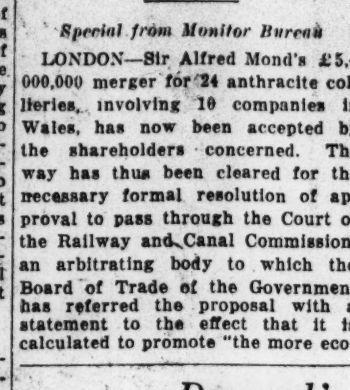 Special from Monitor Bureau
LONDON—Sir Alfred Mond's £5,
000,000 merger for 24 anthracite col
lieries, involving 10 companies i
Wales, has now been accepted b
the shareholders concerned. Th
way has thus been cleared for th
necessary formal resolution of ap
proval to pass through the Court o
the Railway and Canal Commission
an arbitrating body to which the
Board of Trade of the Governmen
has referred the proposal with a
statement to the effect that it i
calculated to promote "the more eco